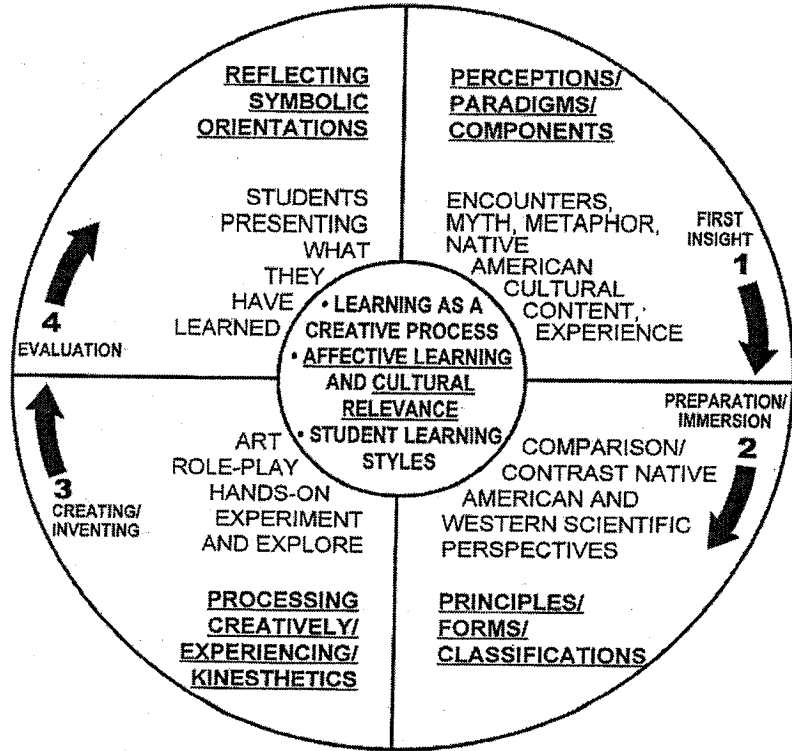 REFLECTING
SYMBOLIC
ORIENTATIONS
STUDENTS
PRESENTING
WHAT
THEY
HAVE
LEARNED
4
EVALUATION
PERCEPTIONS/
PARADIGMS/
COMPONENTS
ENCOUNTERS,
MYTH, METAPHOR,
NATIVE
AMERICAN
CULTURAL
CONTENT,
EXPERIENCE
FIRST
INSIGHT
1
• LEARNING AS A
CREATIVE PROCESS
• AFFECTIVE LEARNING
AND CULTURAL
RELEVANCE
• STUDENT LEARNING
STYLES
PREPARATION/
IMMERSION
2
COMPARISON/
CONTRAST NATIVE
AMERICAN AND
WESTERN SCIENTIFIC
PERSPECTIVES
PRINCIPLES/
FORMS/
CLASSIFICATIONS
3
CREATING/
INVENTING
ART
ROLE-PLAY
HANDS-ON
EXPERIMENT
AND EXPLORE
PROCESSING
CREATIVELY/
EXPERIENCING/
KINESTHETICS